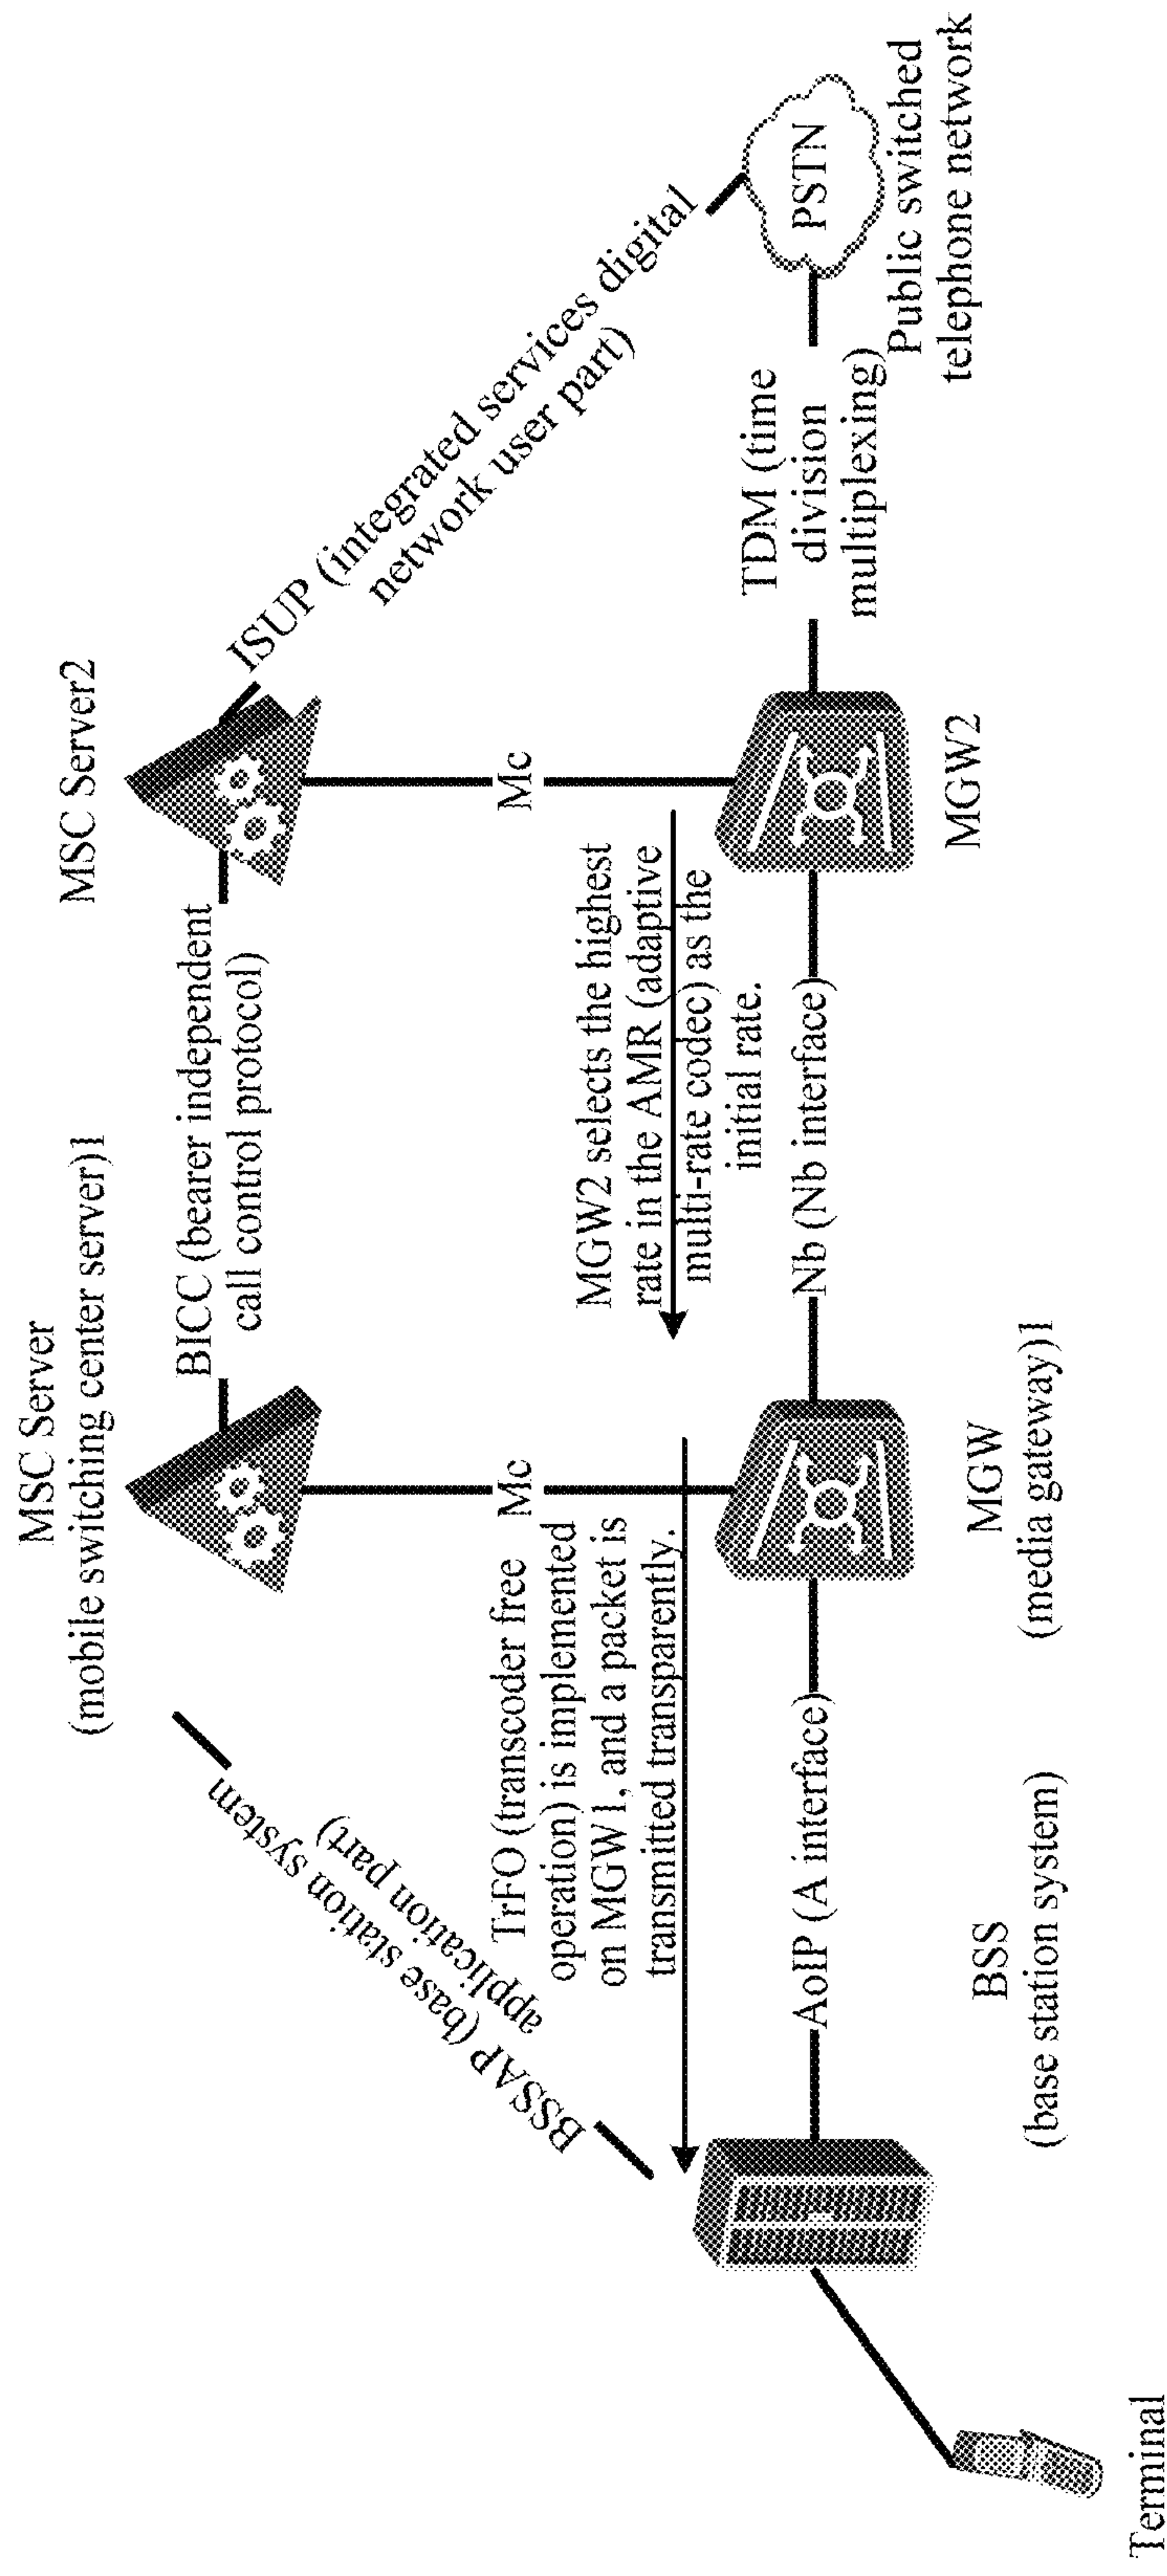 MSC Server
(mobile switching center server)1
MSC Server2
BICC (bearer independent
call control protocol)
BSSAP (base station system
application part)
ISUP (integrated services digital
network user part)
Mc
Mc
TrFO (transcoder free
operation) is implemented
on MGW1, and a packet is
transmitted transparently.
MGW2 selects the highest
rate in the AMR (adaptive
multi-rate codec) as the
initial rate.
AoIP (A interface)
Nb (Nb interface)
TDM (time
division
multiplexing)
PSTN
Public switched
telephone network
Terminal
BSS
(base station system)
MGW
(media gateway)1
MGW2